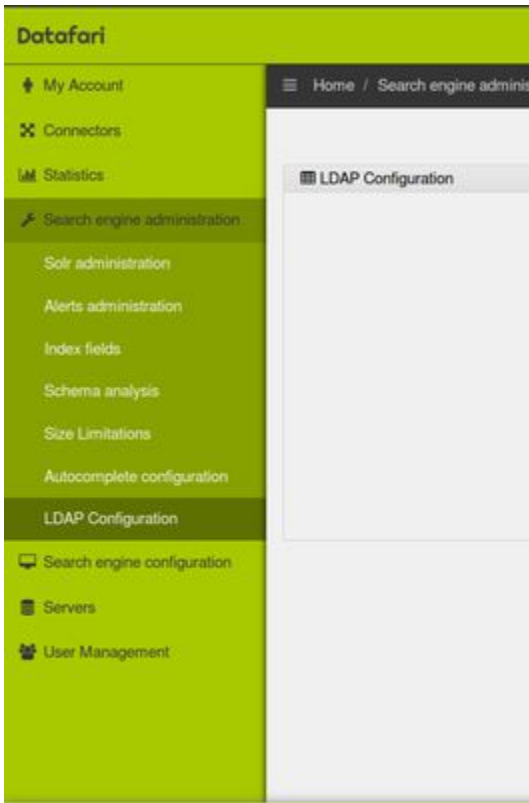 Datafari
My Account
Home / Search engine adminis
Connectors
Statistics
LDAP Configuration
Search engine administration
Solr administration
Alerts administration
Index fields
Schema analysis
Size Limitations
Autocomplete configuration
LDAP Configuration
Search engine configuration
Servers
User Management